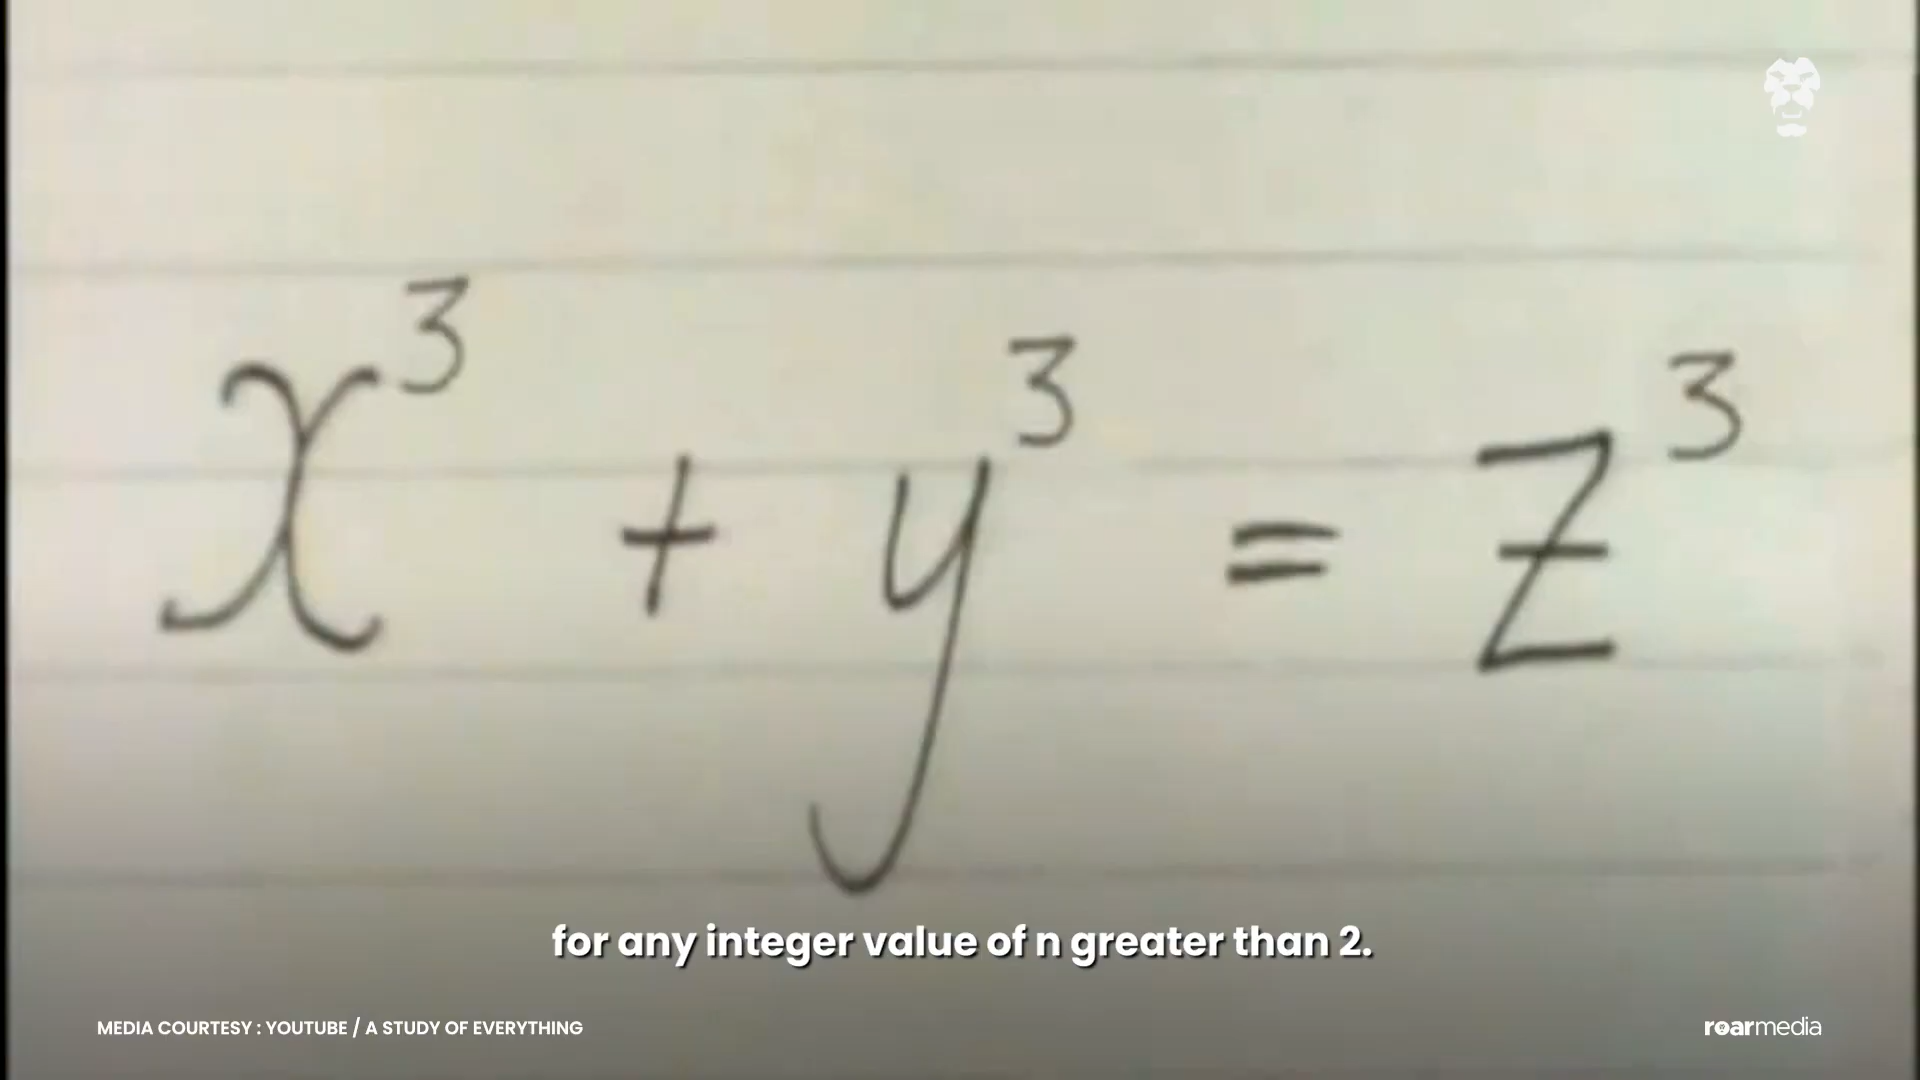 x³ + y³ = z³
for any integer value of n greater than 2.
MEDIA COURTESY : YOUTUBE / A STUDY OF EVERYTHING
roarmedia